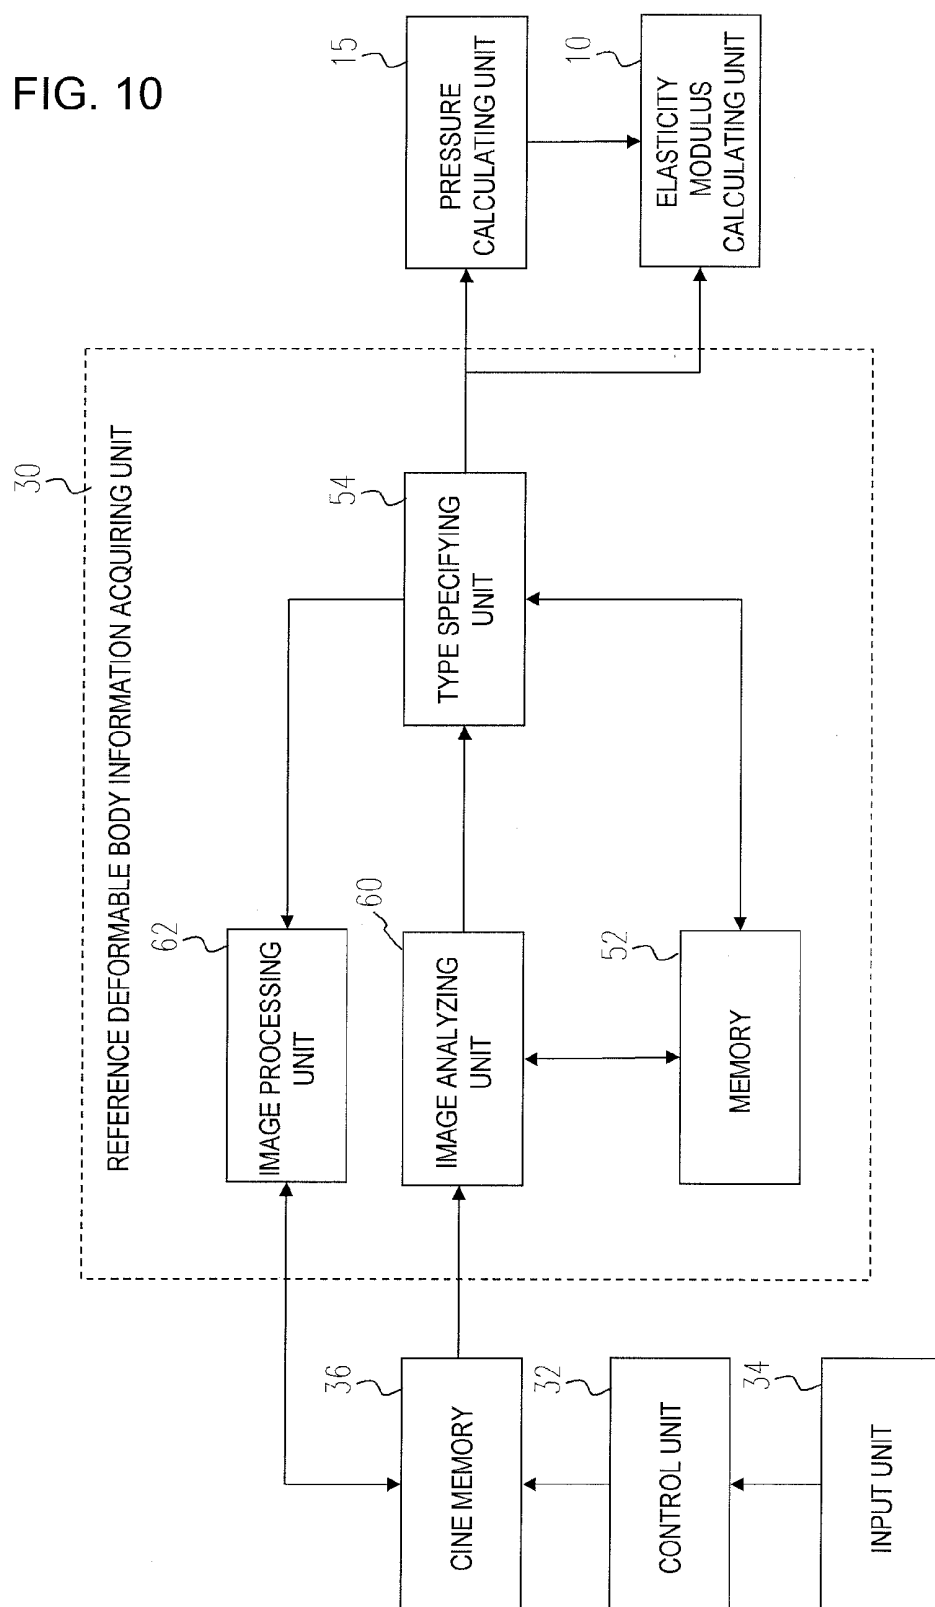 FIG. 10
30
REFERENCE DEFORMABLE BODY INFORMATION ACQUIRING UNIT
62
IMAGE PROCESSING
UNIT
36
CINE MEMORY
60
IMAGE ANALYZING
UNIT
54
TYPE SPECIFYING
UNIT
15
PRESSURE
CALCULATING UNIT
32
CONTROL UNIT
52
MEMORY
10
ELASTICITY
MODULUS
CALCULATING UNIT
34
INPUT UNIT